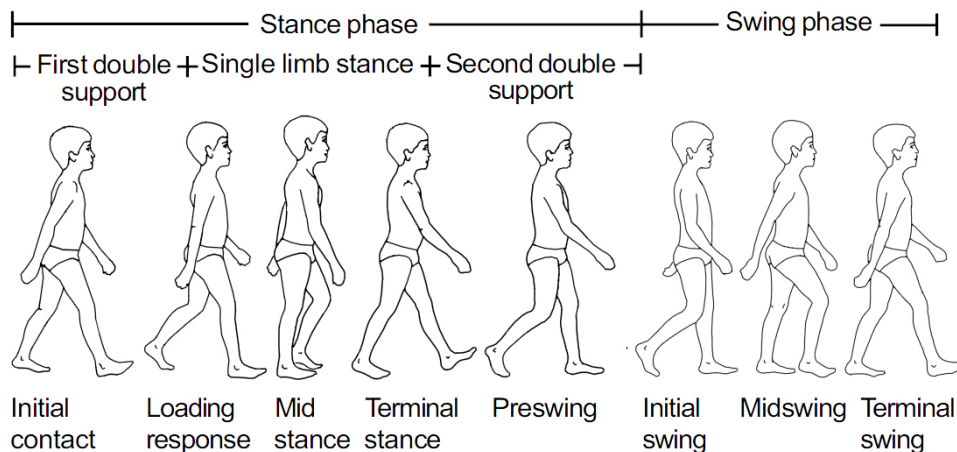 Stance phase
Swing phase
First double support
Single limb stance
Second double support
Initial contact
Loading response
Mid stance
Terminal stance
Preswing
Initial swing
Midswing
Terminal swing